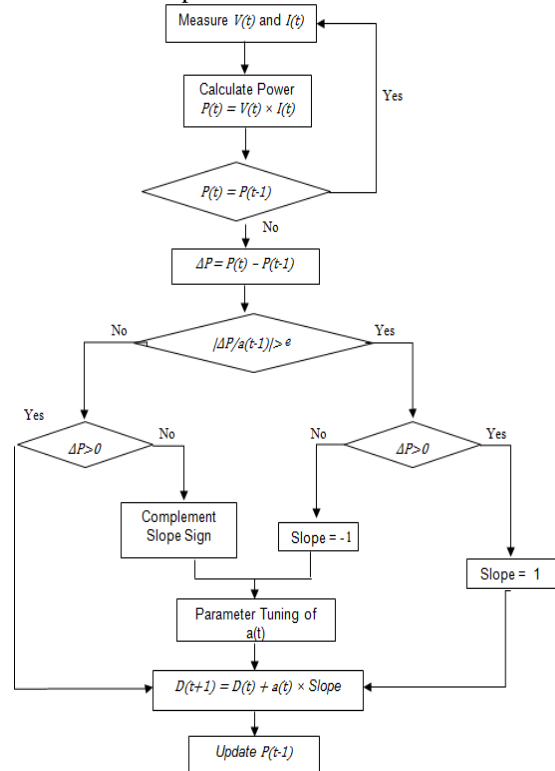 Measure V(t) and I(t)
Calculate Power
P(t) = V(t) × I(t)
Yes
P(t) = P(t-1)
No
ΔP = P(t) – P(t-1)
No
Yes
|ΔP/a(t-1)|> e
Yes
ΔP>0
No
No
ΔP>0
Yes
Complement
Slope Sign
Slope = -1
Slope = 1
Parameter Tuning of
a(t)
D(t+1) = D(t) + a(t) × Slope
Update P(t-1)